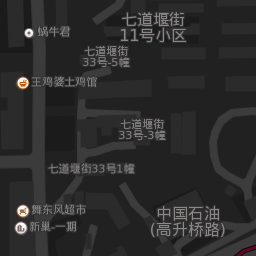 七道堰街
11号小区
蜗牛君
七道堰街
33号-5幢
王鸡婆土鸡馆
七道堰街
33号-3幢
七道堰街33号1幢
舞东风超市
新巢-一期
中国石油
(高升桥路)